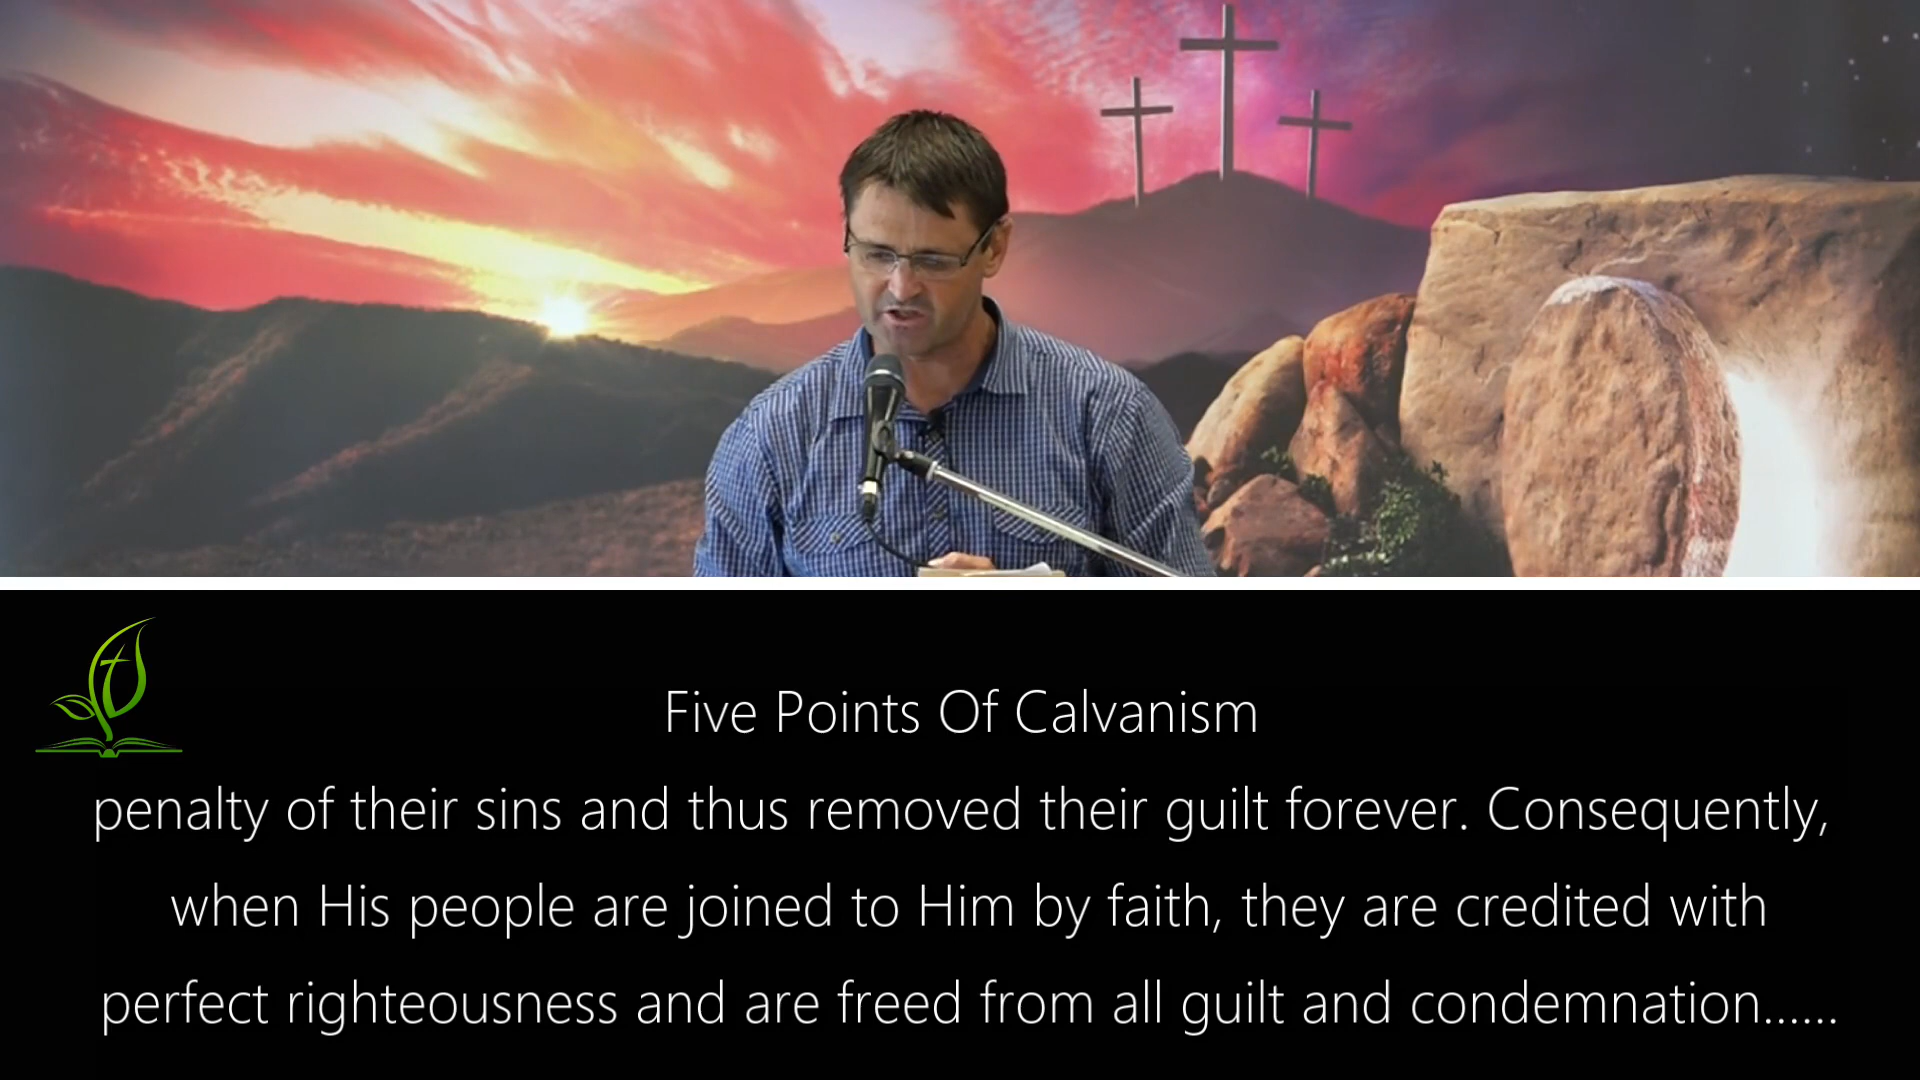 Five Points Of Calvanism
penalty of their sins and thus removed their guilt forever. Consequently,
when His people are joined to Him by faith, they are credited with
perfect righteousness and are freed from all guilt and condemnation......